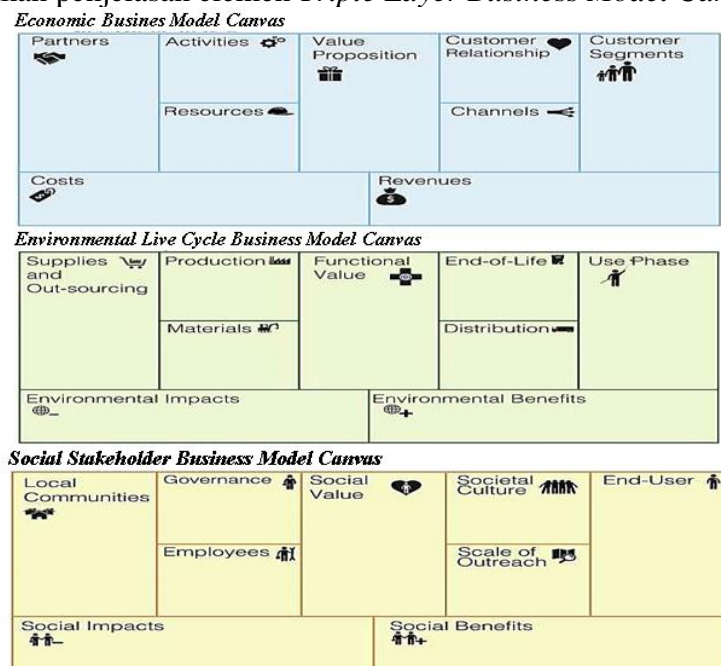 penjelasan elemen Triple Layer Business Model
Economic Busines Model Canvas
Partners
Activities
Value
Proposition
Customer
Relationship
Customer
Segments
Resources
Channels
Costs
Revenues
Environmental Live Cycle Business Model Canvas
Supplies
and
Out-sourcing
Production
Functional
Value
End-of-Life
Use Phase
Materials
Distribution
Environmental Impacts
Environmental Benefits
Social Stakeholder Business Model Canvas
Local
Communities
Governance
Social
Value
Societal
Culture
End-User
Employees
Scale of
Outreach
Social Impacts
Social Benefits